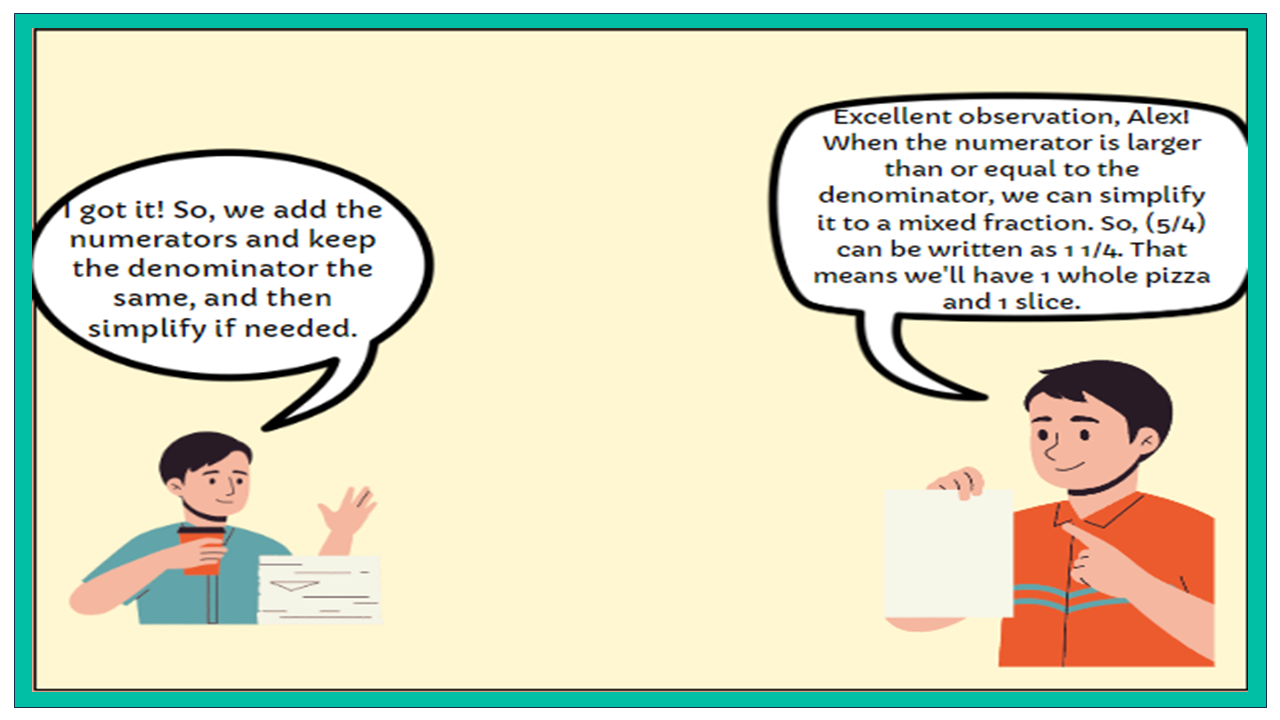 I got it! So, we add the
numerators and keep
the denominator the
same, and then
simplify if needed.
Excellent observation, Alex!
When the numerator is larger
than or equal to the
denominator, we can simplify
it to a mixed fraction. So, (5/4)
can be written as 1 1/4. That
means we'll have 1 whole pizza
and 1 slice.